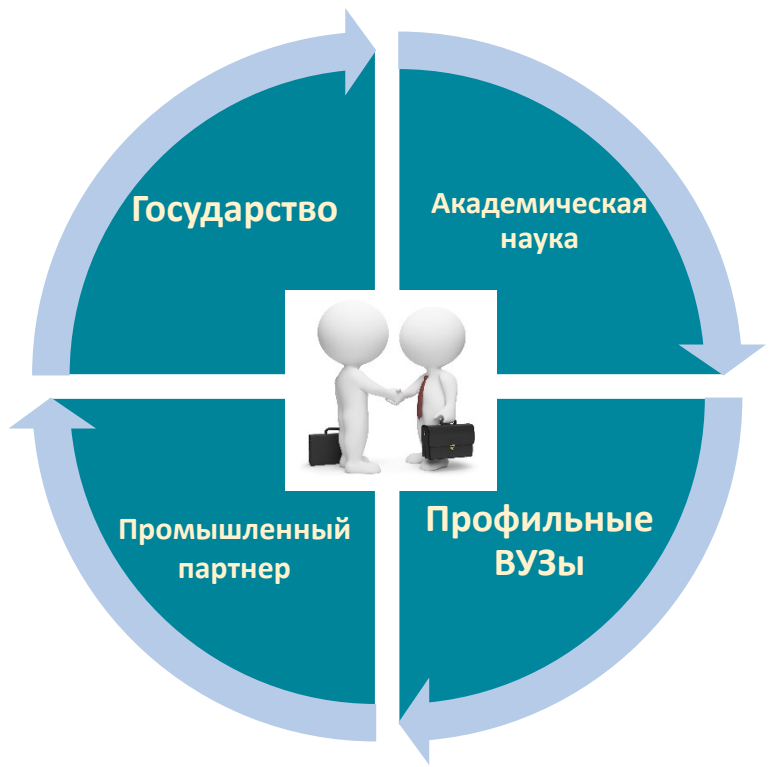 Государство
Академическая
наука
Промышленный
партнер
Профильные
ВУЗы